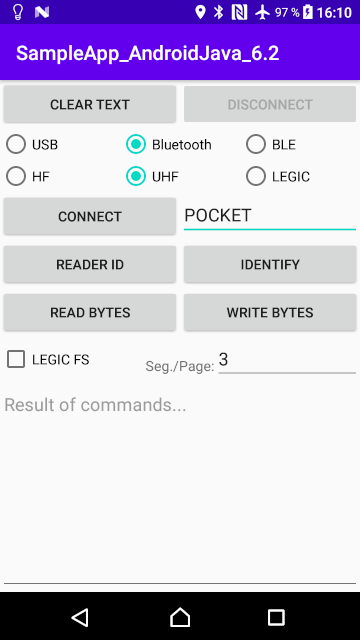 97 % 16:10
SampleApp_AndroidJava_6.2
CLEAR TEXT DISCONNECT
USB Bluetooth BLE
HF UHF LEGIC
CONNECT POCKET
READER ID IDENTIFY
READ BYTES WRITE BYTES
LEGIC FS Seg./Page: 3
Result of commands...